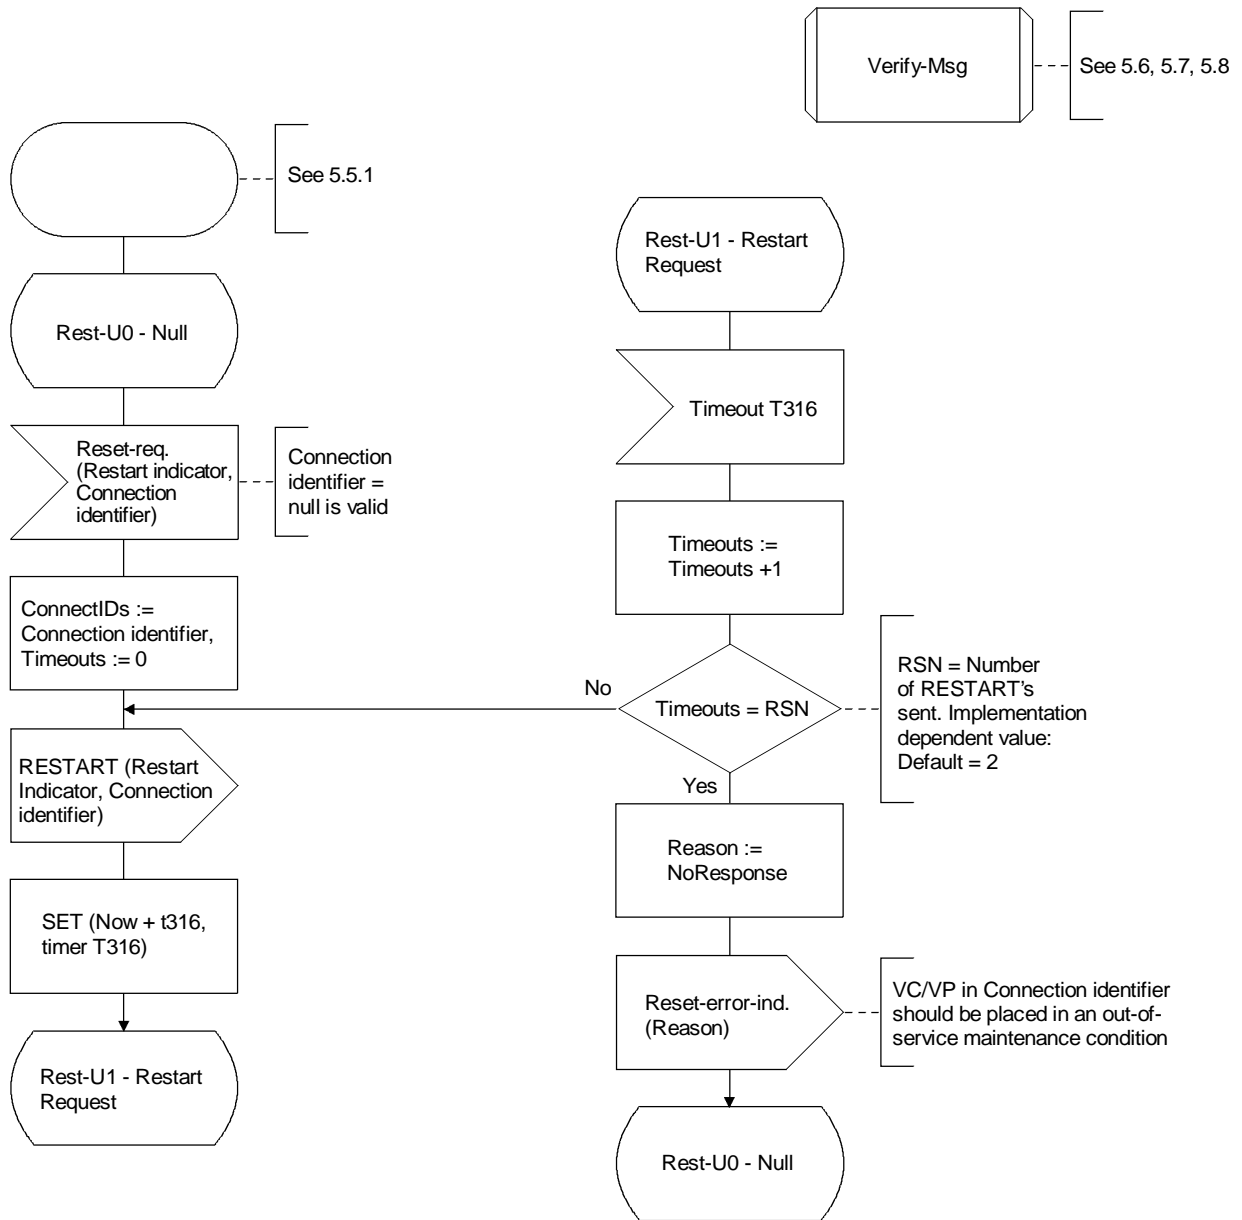 Verify-Msg
See 5.6, 5.7, 5.8
See 5.5.1
Rest-U0 - Null
Reset-req.
(Restart indicator,
Connection
identifier)
Connection
identifier =
null is valid
ConnectIDs :=
Connection identifier,
Timeouts := 0
RESTART (Restart
Indicator, Connection
identifier)
SET (Now + t316,
timer T316)
Rest-U1 - Restart
Request
Rest-U1 - Restart
Request
Timeout T316
Timeouts :=
Timeouts +1
No
Timeouts = RSN
RSN = Number
of RESTART's
sent. Implementation
dependent value:
Default = 2
Yes
Reason :=
NoResponse
Reset-error-ind.
(Reason)
VC/VP in Connection identifier
should be placed in an out-of-
service maintenance condition
Rest-U0 - Null